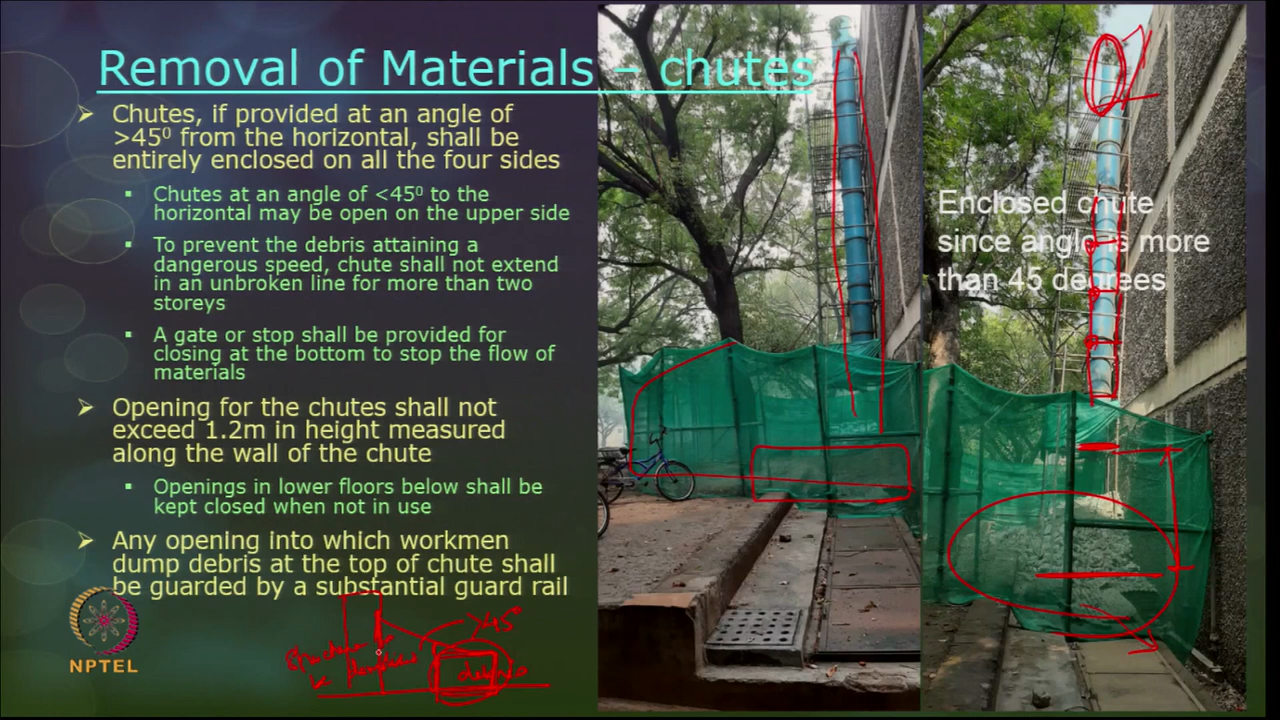 Removal of Materials – chutes
Chutes, if provided at an angle of
>45⁰ from the horizontal, shall be
entirely enclosed on all the four sides
Chutes at an angle of <45⁰ to the
horizontal may be open on the upper side
To prevent the debris attaining a
dangerous speed, chute shall not extend
in an unbroken line for more than two
storeys
A gate or stop shall be provided for
closing at the bottom to stop the flow of
materials
Opening for the chutes shall not
exceed 1.2m in height measured
along the wall of the chute
Openings in lower floors below shall be
kept closed when not in use
Any opening into which workmen
dump debris at the top of chute shall
be guarded by a substantial guard rail
Enclosed chute
since angle is more
than 45 degrees
>45°
debris
NPTEL